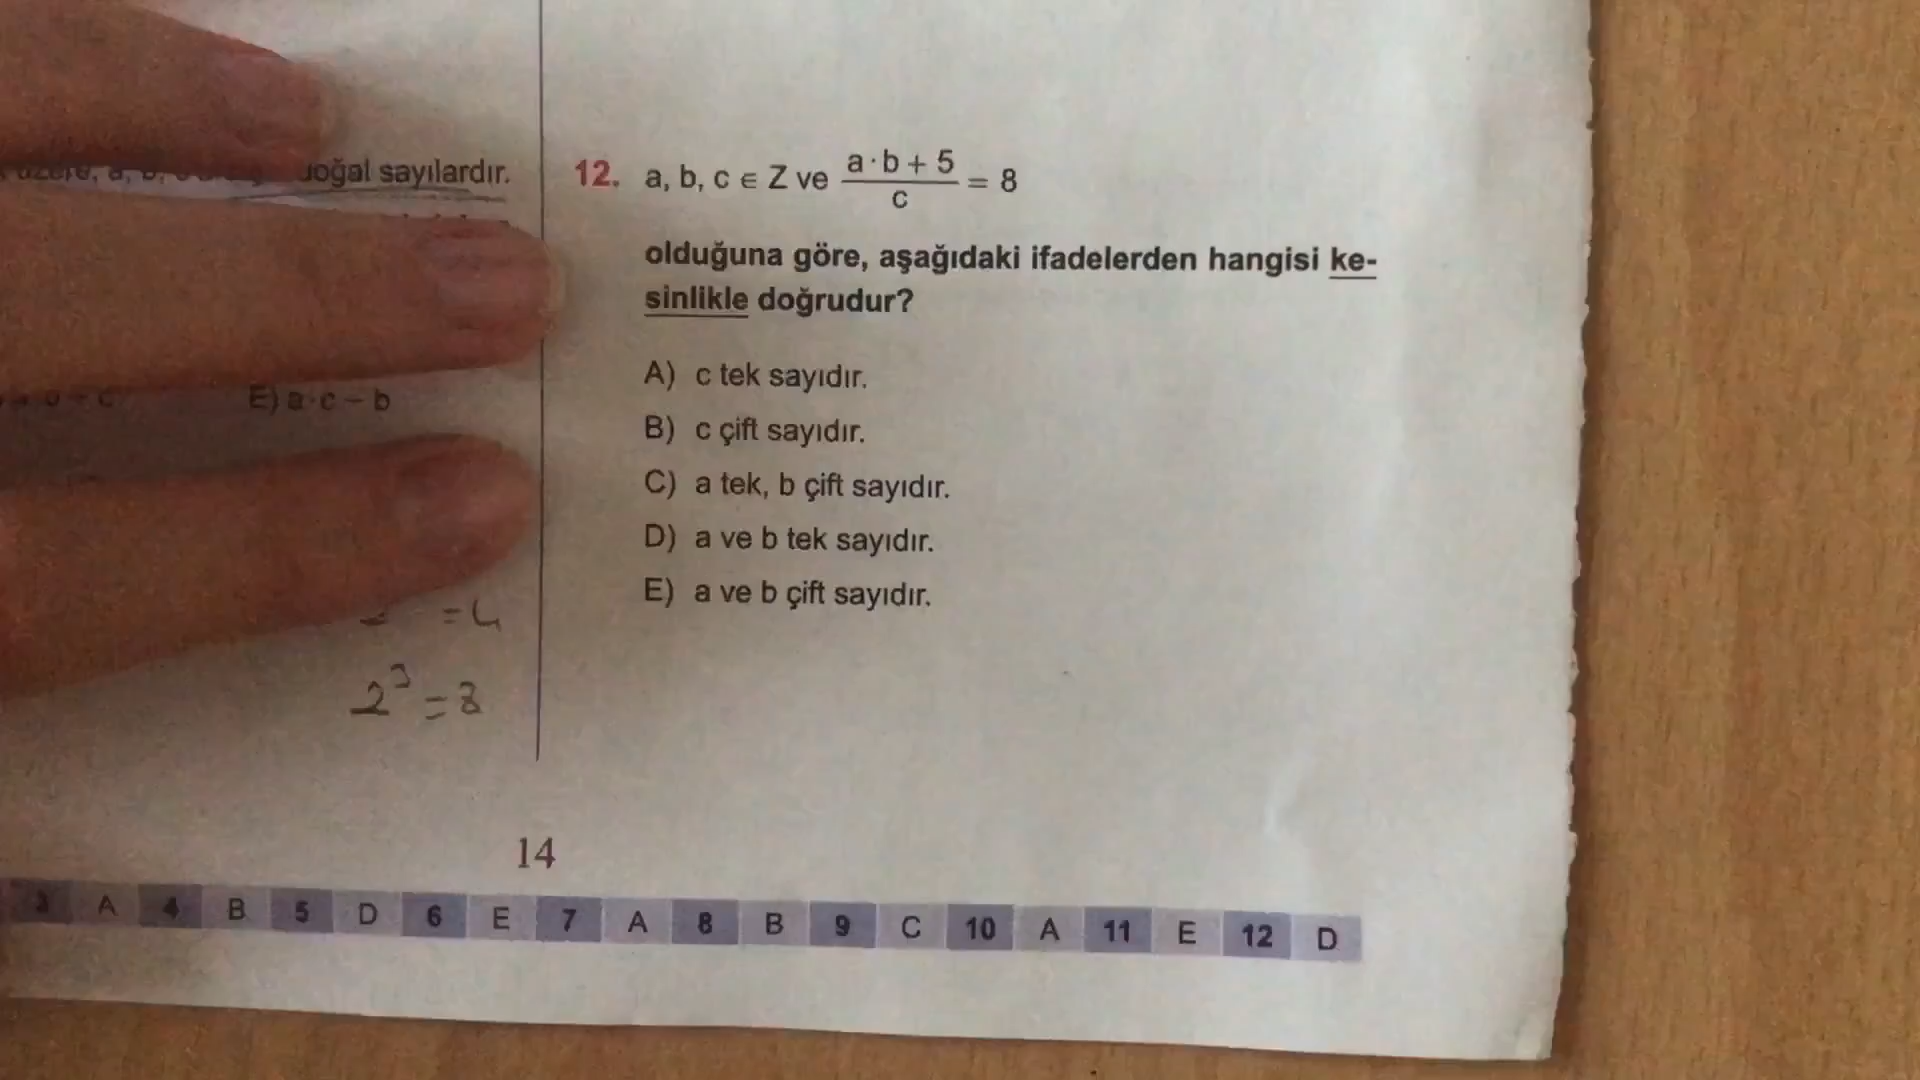 doğal sayılardır.
E) a·c – b
= 4
2³ = 8
12. a, b, c ∈ Z ve (a·b + 5)/c = 8
olduğuna göre, aşağıdaki ifadelerden hangisi ke-
sinlikle doğrudur?
A) c tek sayıdır.
B) c çift sayıdır.
C) a tek, b çift sayıdır.
D) a ve b tek sayıdır.
E) a ve b çift sayıdır.
14
3 A 4 B 5 D 6 E 7 A 8 B 9 C 10 A 11 E 12 D